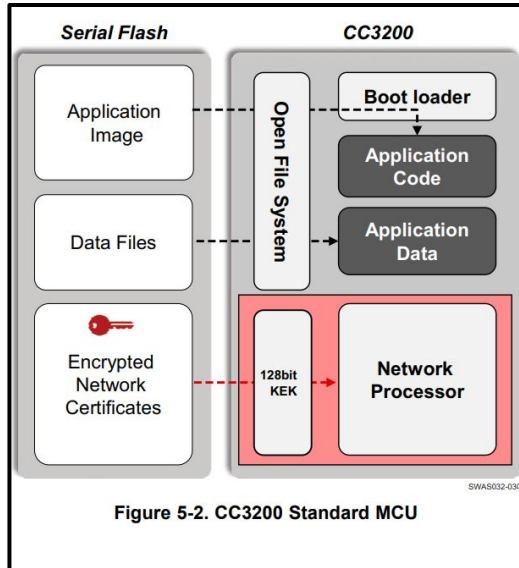 Serial Flash
CC3200
Application
Image
Data Files
Encrypted
Network
Certificates
Open File System
Boot loader
Application
Code
Application
Data
128bit
KEK
Network
Processor
SWAS032-030
Figure 5-2. CC3200 Standard MCU